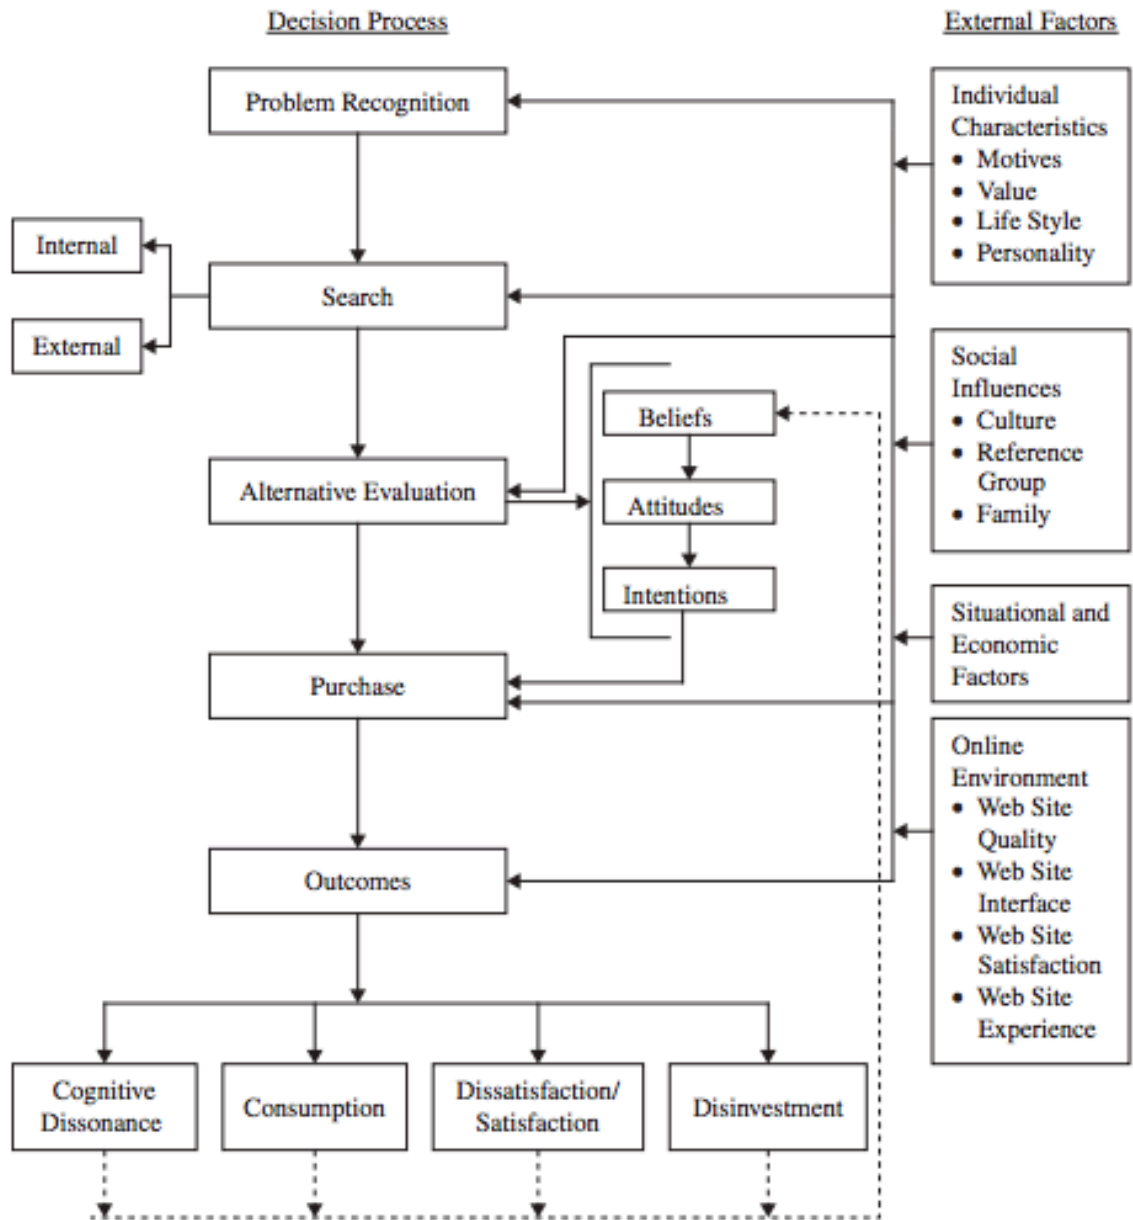 Decision Process
External Factors
Problem Recognition
Internal
External
Search
Alternative Evaluation
Beliefs
Attitudes
Intentions
Purchase
Outcomes
Cognitive
Dissonance
Consumption
Dissatisfaction/
Satisfaction
Disinvestment
Individual
Characteristics
• Motives
• Value
• Life Style
• Personality
Social
Influences
• Culture
• Reference
Group
• Family
Situational and
Economic
Factors
Online
Environment
• Web Site
Quality
• Web Site
Interface
• Web Site
Satisfaction
• Web Site
Experience